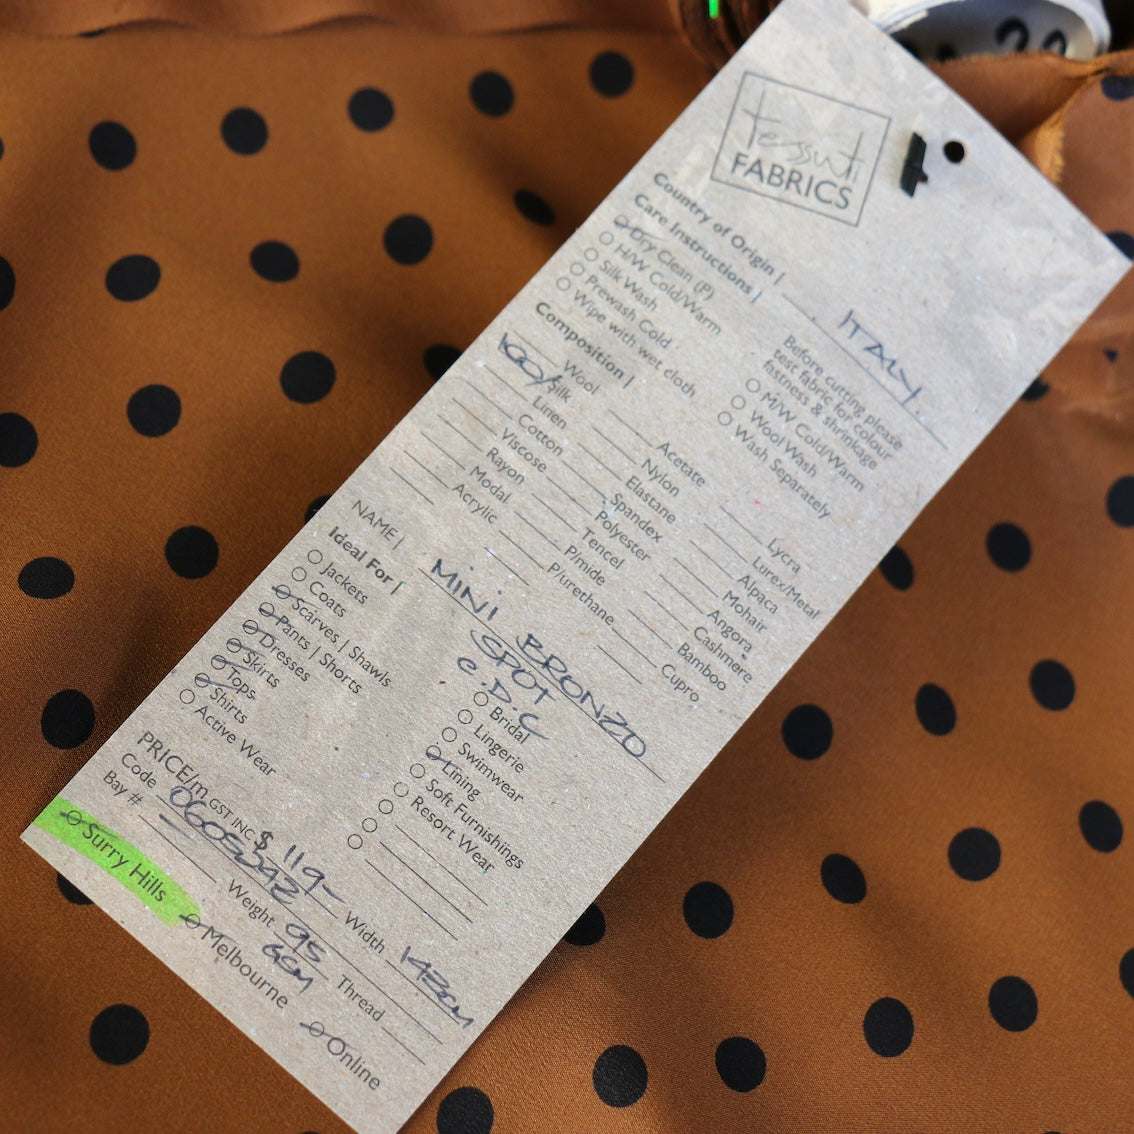 tessuti
FABRICS
Country of Origin | ITALY
Care Instructions |
Dry Clean (P)
H/W Cold/Warm
Silk Wash
Prewash Cold
Wipe with wet cloth
Before cutting please
test fabric for colour
fastness & shrinkage
M/W Cold/Warm
Wool Wash
Wash Separately
Composition |
Wool
100% Silk
Linen
Cotton
Viscose
Rayon
Modal
Acrylic
Acetate
Nylon
Elastane
Spandex
Polyester
Tencel
P/mide
P/urethane
Lycra
Lurex/Metal
Alpaca
Mohair
Angora
Cashmere
Bamboo
Cupro
NAME | MINI BRONZO
SPOT
C.D.C
Ideal For |
Jackets
Coats
Scarves | Shawls
Pants | Shorts
Dresses
Skirts
Tops
Shirts
Active Wear
Bridal
Lingerie
Swimwear
Lining
Soft Furnishings
Resort Wear
PRICE/m GST INC $ 119-
Code
Width 143cm
Bay #
Weight 95
GSM
Thread
Surry Hills
Melbourne
Online